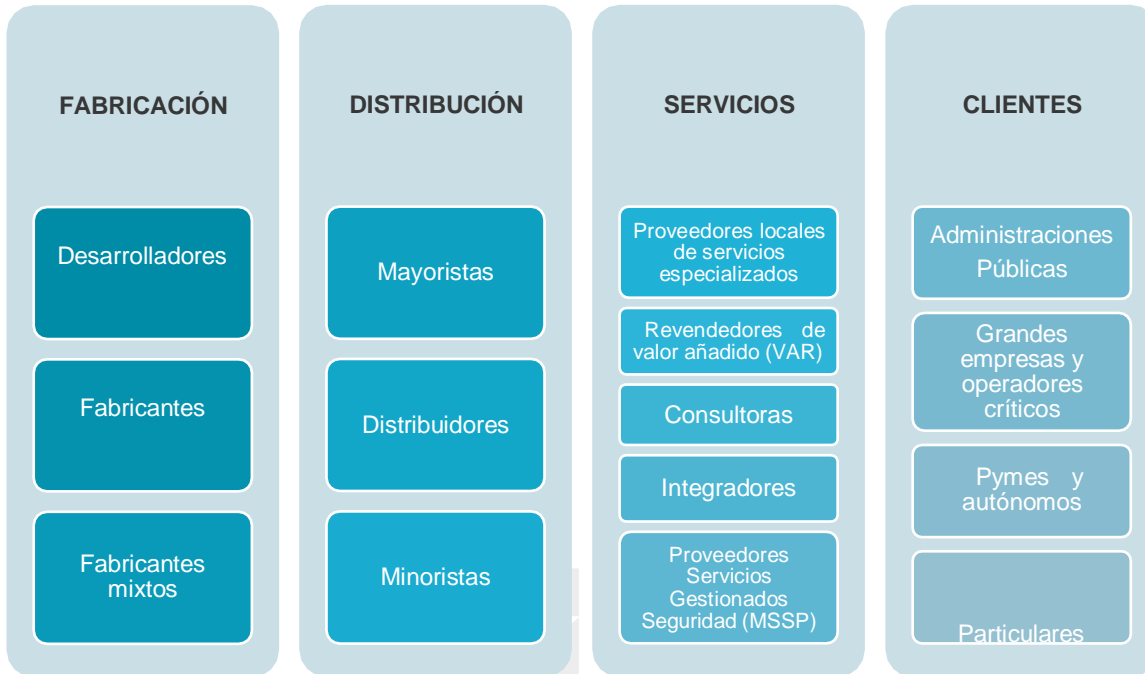 FABRICACIÓN
Desarrolladores
Fabricantes
Fabricantes
mixtos
DISTRIBUCIÓN
Mayoristas
Distribuidores
Minoristas
SERVICIOS
Proveedores locales
de servicios
especializados
Revendedores de
valor añadido (VAR)
Consultoras
Integradores
Proveedores
Servicios
Gestionados
Seguridad (MSSP)
CLIENTES
Administraciones
Públicas
Grandes
empresas y
operadores
críticos
Pymes y
autónomos
Particulares